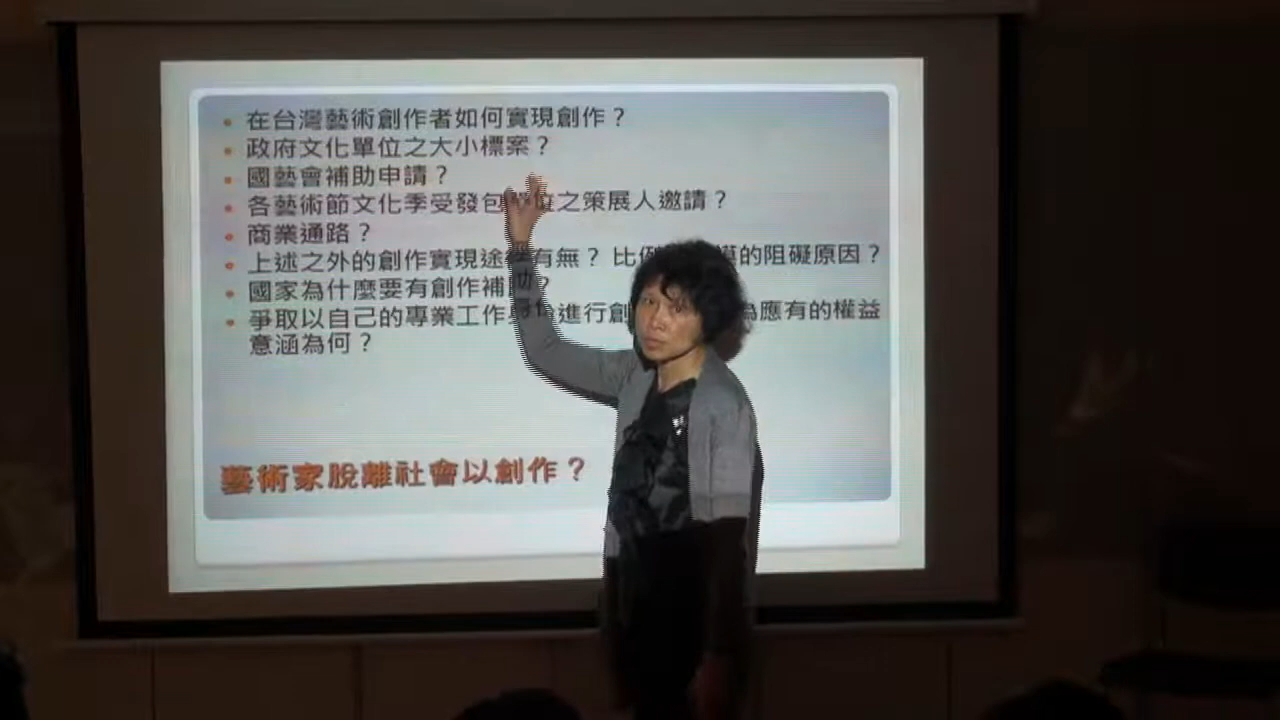 在台灣藝術創作者如何實現創作？
政府文化單位之大小標案？
國藝會補助申請？
各藝術節文化季受發包單位之策展人邀請？
商業通路？
上述之外的創作實現途徑有無？ 比例 的阻礙原因？
國家為什麼要有創作補助？
爭取以自己的專業工作 進行創 為應有的權益
意涵為何？
藝術家脫離社會以創作？